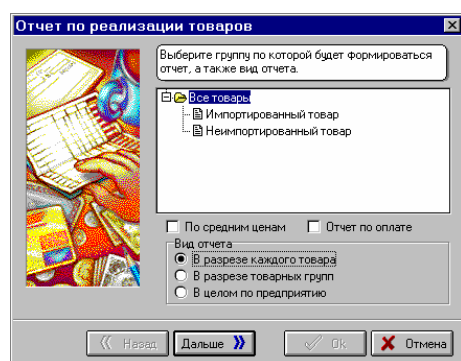 Отчет по реализации товаров
Выберите группу по которой будет формироваться
отчет, а также вид отчета.
Все товары
Импортированный товар
Неимпортированный товар
По средним ценам Отчет по оплате
Вид отчета
В разрезе каждого товара
В разрезе товарных групп
В целом по предприятию
Назад Дальше Ok Отмена